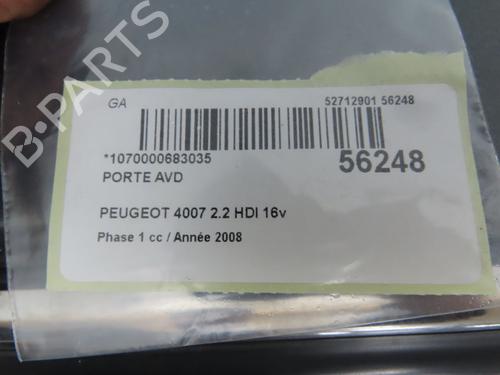 B-PARTS
GA
52712901 56248
*1070000683035
56248
PORTE AVD
PEUGEOT 4007 2.2 HDI 16v
Phase 1 cc / Année 2008